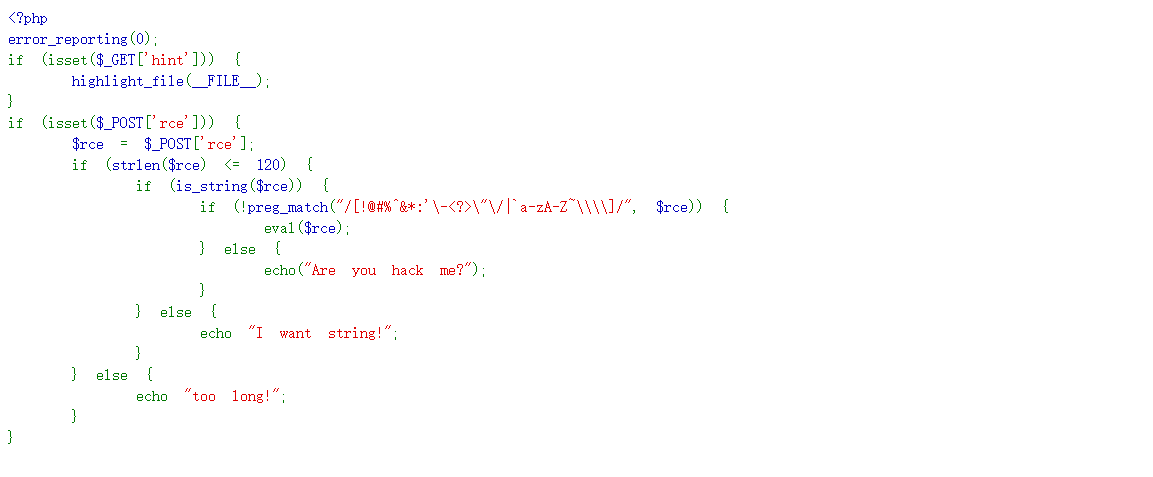 <?php
error_reporting(0);
if (isset($_GET['hint'])) {
highlight_file(__FILE__);
}
if (isset($_POST['rce'])) {
$rce = $_POST['rce'];
if (strlen($rce) <= 120) {
if (is_string($rce)) {
if (!preg_match("/[!@#%^&*:'\-<?>\"\/|`a-zA-Z~\\\\]/", $rce)) {
eval($rce);
} else {
echo("Are you hack me?");
}
} else {
echo "I want string!";
}
} else {
echo "too long!";
}
}